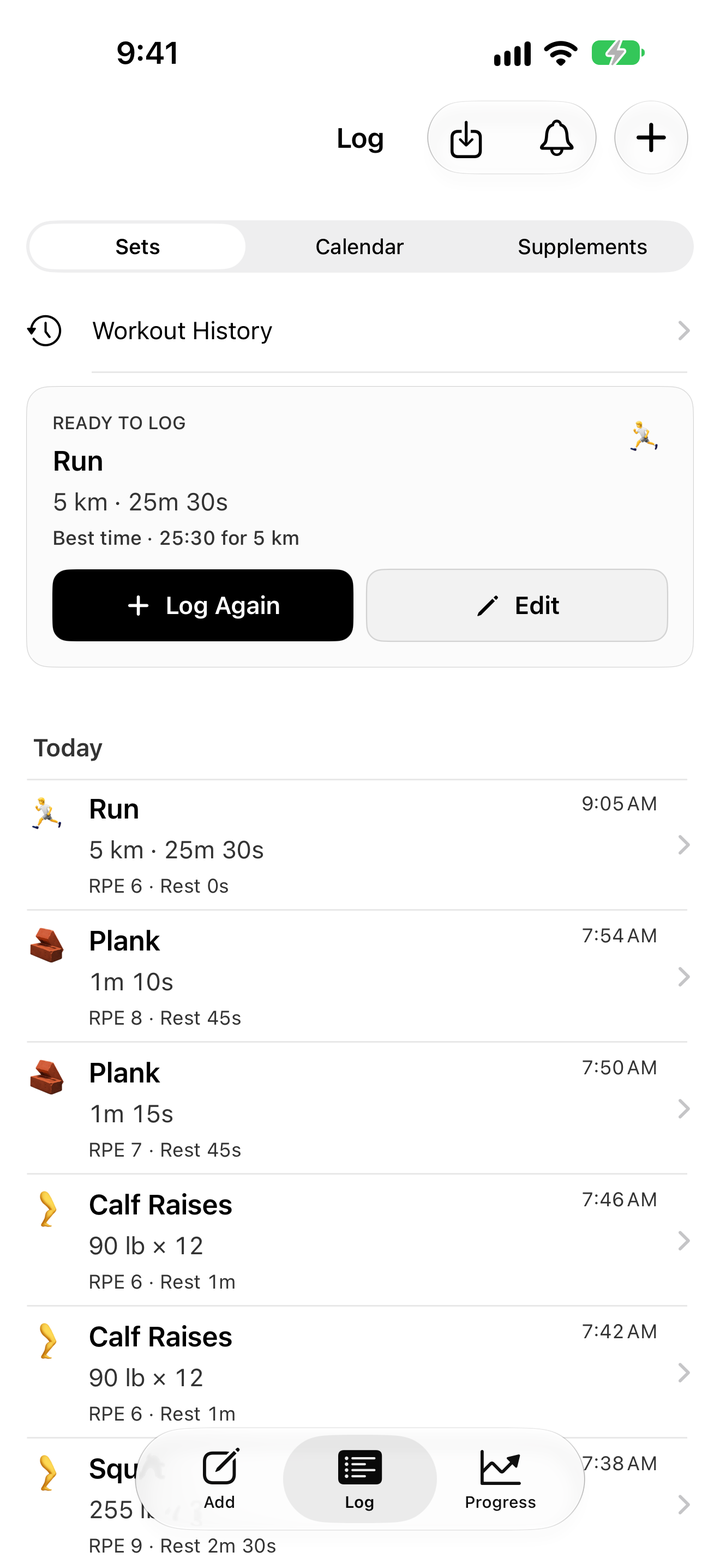 9:41
Log
Sets
Calendar
Supplements
Workout History
READY TO LOG
Run
5 km · 25m 30s
Best time · 25:30 for 5 km
Log Again
Edit
Today
Run
9:05 AM
5 km · 25m 30s
RPE 6 · Rest 0s
Plank
7:54 AM
1m 10s
RPE 8 · Rest 45s
Plank
7:50 AM
1m 15s
RPE 7 · Rest 45s
Calf Raises
7:46 AM
90 lb × 12
RPE 6 · Rest 1m
Calf Raises
7:42 AM
90 lb × 12
RPE 6 · Rest 1m
7:38 AM
255
RPE 9 · Rest 2m 30s
Add
Log
Progress